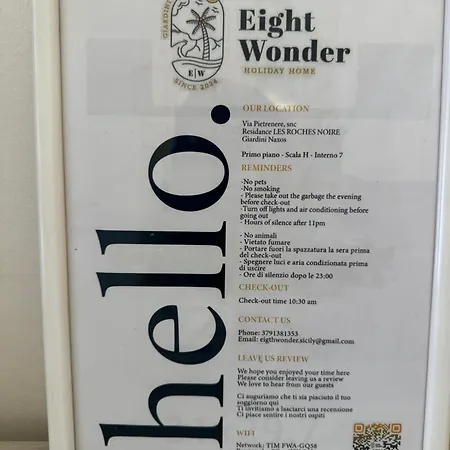 GIARDINI
E W
SINCE 2024
Eight
Wonder
HOLIDAY HOME
hello.
OUR LOCATION
Via Pietrenere, snc
Residance LES ROCHES NOIRE
Giardini Naxos
Primo piano - Scala H - Interno 7
REMINDERS
-No pets
-No smoking
- Please take out the garbage the evening
before check-out
-Turn off lights and air conditioning before
going out
- Hours of silence after 11pm
- No animali
- Vietato fumare
- Portare fuori la spazzatura la sera prima
del check-out
- Spegnere luci e aria condizionata prima
di uscire
- Ore di silenzio dopo le 23:00
CHECK-OUT
Check-out time 10:30 am
CONTACT US
Phone: 3791381353
Email: eigthwonder.sicily@gmail.com
LEAVE US REVIEW
We hope you enjoyed your time here
Please consider leaving us a review
We love to hear from our guests
Ci auguriamo che ti sia piaciuto il tuo
soggiorno qui
Ti invitiamo a lasciarci una recensione
Ci piace sentire i nostri ospiti
WIFI
Network: TIM FWA-GQ58